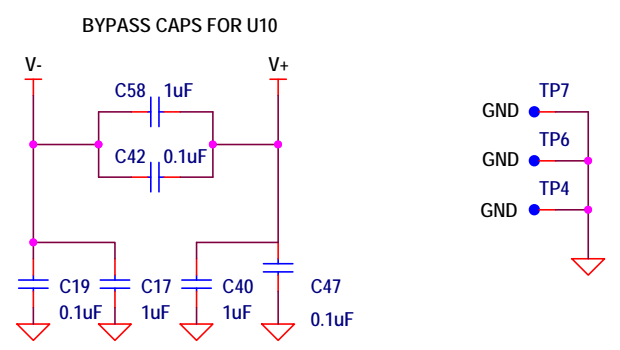 BYPASS CAPS FOR U10
V-
V+
C58 1uF
C42 0.1uF
C19
0.1uF
C17
1uF
C40
1uF
C47
0.1uF
TP7
GND
TP6
GND
TP4
GND